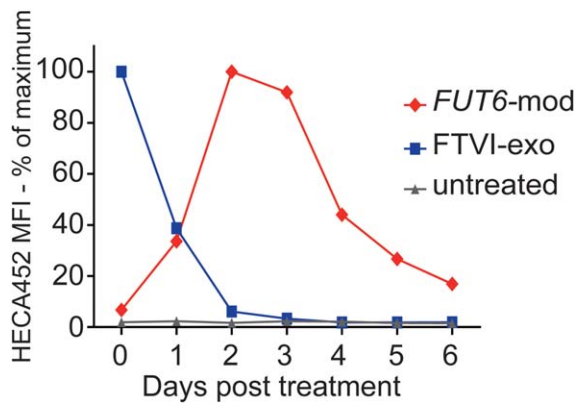 HECA452 MFI - % of maximum
100
80
60
40
20
0
0 1 2 3 4 5 6
Days post treatment
FUT6-mod
FTVI-exo
untreated